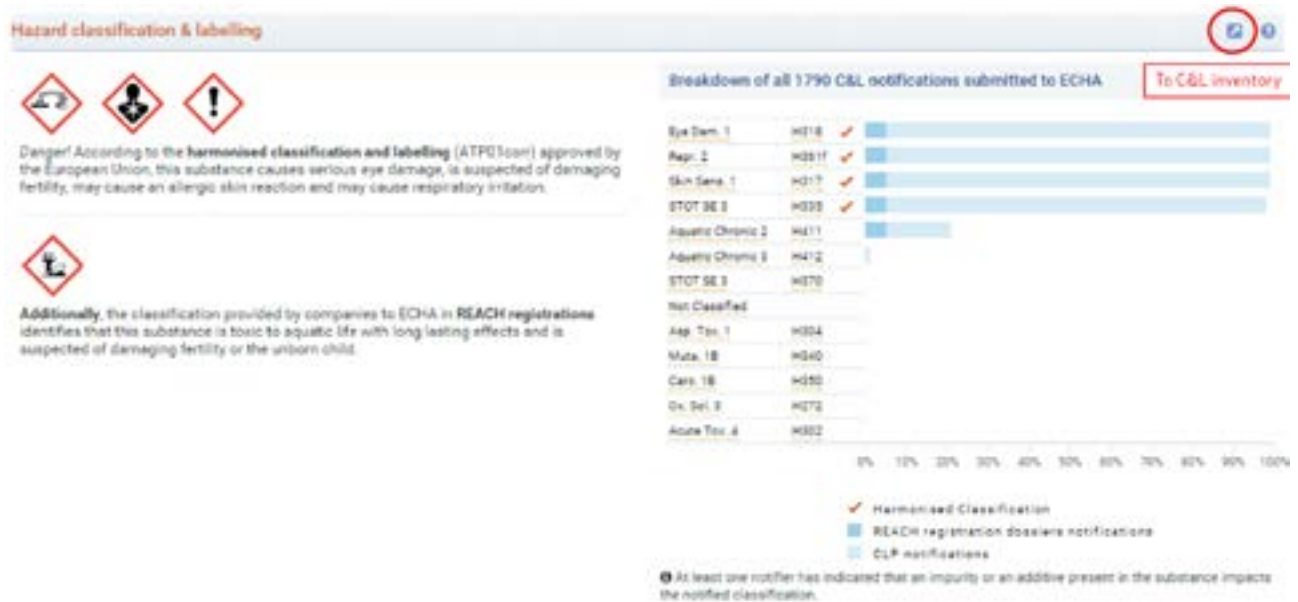 Hazard classification & labelling
Danger! According to the harmonised classification and labelling (ATP01corr) approved by
the European Union, this substance causes serious eye damage, is suspected of damaging
fertility, may cause an allergic skin reaction and may cause respiratory irritation.
Additionally, the classification provided by companies to ECHA in REACH registrations
identifies that this substance is toxic to aquatic life with long lasting effects and is
suspected of damaging fertility or the unborn child.
Breakdown of all 1790 C&L notifications submitted to ECHA
To C&L inventory
Eye Dam. 1 H318
Repr. 2 H361f
Skin Sens. 1 H317
STOT SE 3 H335
Aquatic Chronic 2 H411
Aquatic Chronic 3 H412
STOT SE 3 H370
Not Classified
Asp. Tox. 1 H304
Muta. 1B H340
Carc. 1B H350
Ox. Sol. 3 H272
Acute Tox. 4 H302
0% 10% 20% 30% 40% 50% 60% 70% 80% 90% 100%
Harmonised Classification
REACH registration dossiers notifications
CLP notifications
At least one notifier has indicated that an impurity or an additive present in the substance impacts
the notified classification.